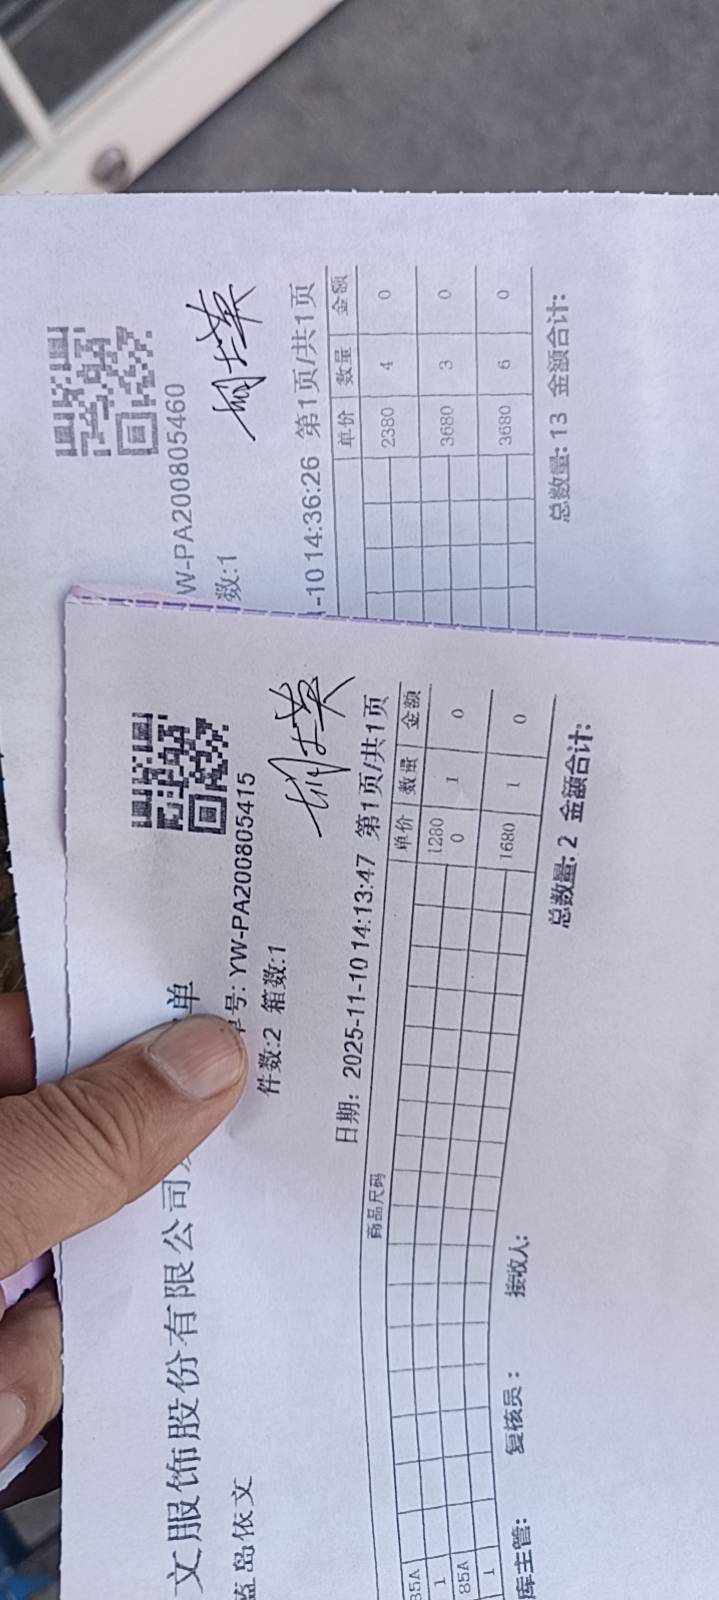 W-PA200805460
数:1
-10 14:36:26 第1页/共1页
单价 数量 金额
2380 4 0
3680 3 0
3680 6 0
总数量: 13 金额合计:
文服饰股份有限公司
单
蓝岛依文
单号: YW-PA200805415
件数:2 箱数:1
日期: 2025-11-10 14:13:47 第1页/共1页
商品尺码 单价 数量 金额
85A
1 12800 1 0
85A
1 1680 1 0
总数量: 2 金额合计:
库主管: 复核员: 接收人: